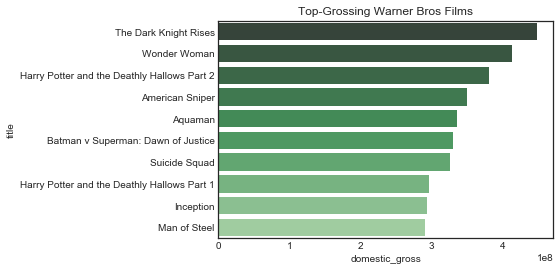 Top-Grossing Warner Bros Films
The Dark Knight Rises
Wonder Woman
Harry Potter and the Deathly Hallows Part 2
American Sniper
Aquaman
Batman v Superman: Dawn of Justice
Suicide Squad
Harry Potter and the Deathly Hallows Part 1
Inception
Man of Steel
title
0 1 2 3 4
1e8
domestic_gross